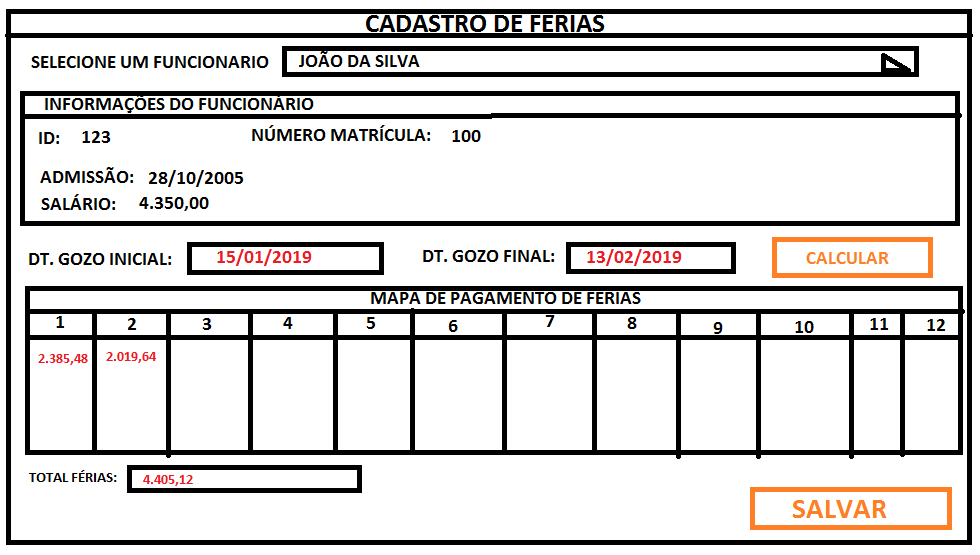 CADASTRO DE FERIAS
SELECIONE UM FUNCIONARIO JOÃO DA SILVA
INFORMAÇÕES DO FUNCIONÁRIO
ID: 123 NÚMERO MATRÍCULA: 100
ADMISSÃO: 28/10/2005
SALÁRIO: 4.350,00
DT. GOZO INICIAL: 15/01/2019 DT. GOZO FINAL: 13/02/2019 CALCULAR
MAPA DE PAGAMENTO DE FERIAS
1 2 3 4 5 6 7 8 9 10 11 12
2.385,48 2.019,64
TOTAL FÉRIAS: 4.405,12
SALVAR